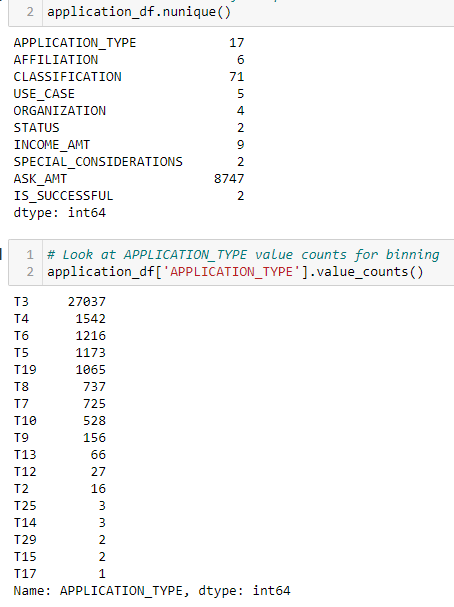 2 application_df.nunique()
APPLICATION_TYPE 17
AFFILIATION 6
CLASSIFICATION 71
USE_CASE 5
ORGANIZATION 4
STATUS 2
INCOME_AMT 9
SPECIAL_CONSIDERATIONS 2
ASK_AMT 8747
IS_SUCCESSFUL 2
dtype: int64
1 # Look at APPLICATION_TYPE value counts for binning
2 application_df['APPLICATION_TYPE'].value_counts()
T3 27037
T4 1542
T6 1216
T5 1173
T19 1065
T8 737
T7 725
T10 528
T9 156
T13 66
T12 27
T2 16
T25 3
T14 3
T29 2
T15 2
T17 1
Name: APPLICATION_TYPE, dtype: int64